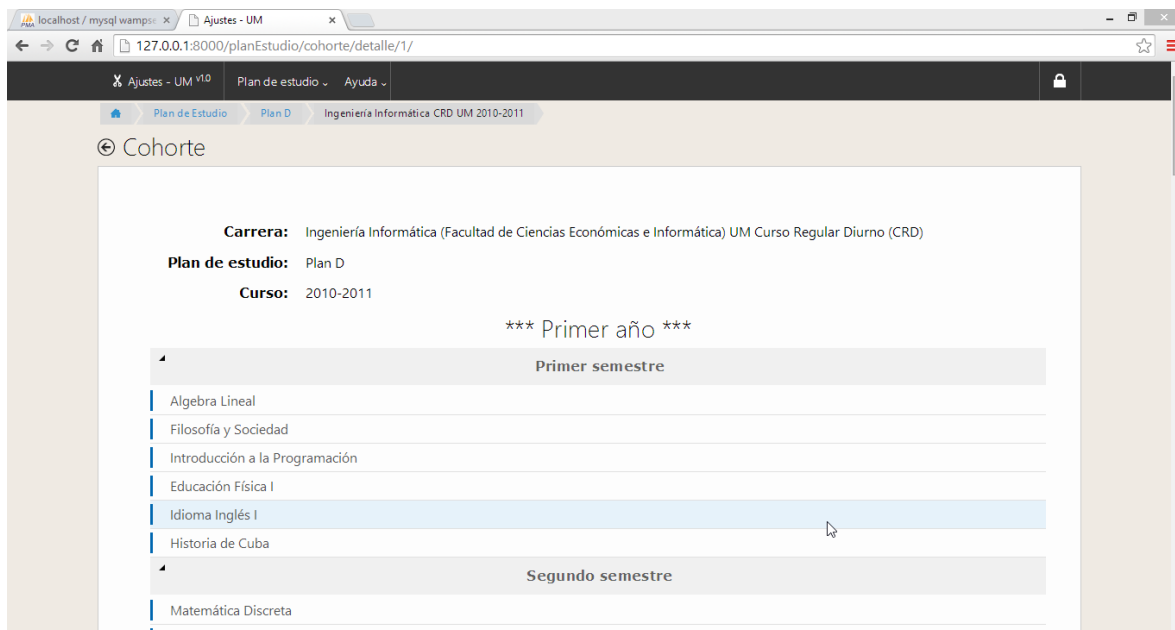 localhost / mysql wampse
Ajustes - UM
127.0.0.1:8000/planEstudio/cohorte/detalle/1/
Ajustes - UM v1.0 Plan de estudio Ayuda
Plan de Estudio Plan D Ingeniería Informática CRD UM 2010-2011
Cohorte
Carrera: Ingeniería Informática (Facultad de Ciencias Económicas e Informática) UM Curso Regular Diurno (CRD)
Plan de estudio: Plan D
Curso: 2010-2011
*** Primer año ***
Primer semestre
Algebra Lineal
Filosofía y Sociedad
Introducción a la Programación
Educación Física I
Idioma Inglés I
Historia de Cuba
Segundo semestre
Matemática Discreta